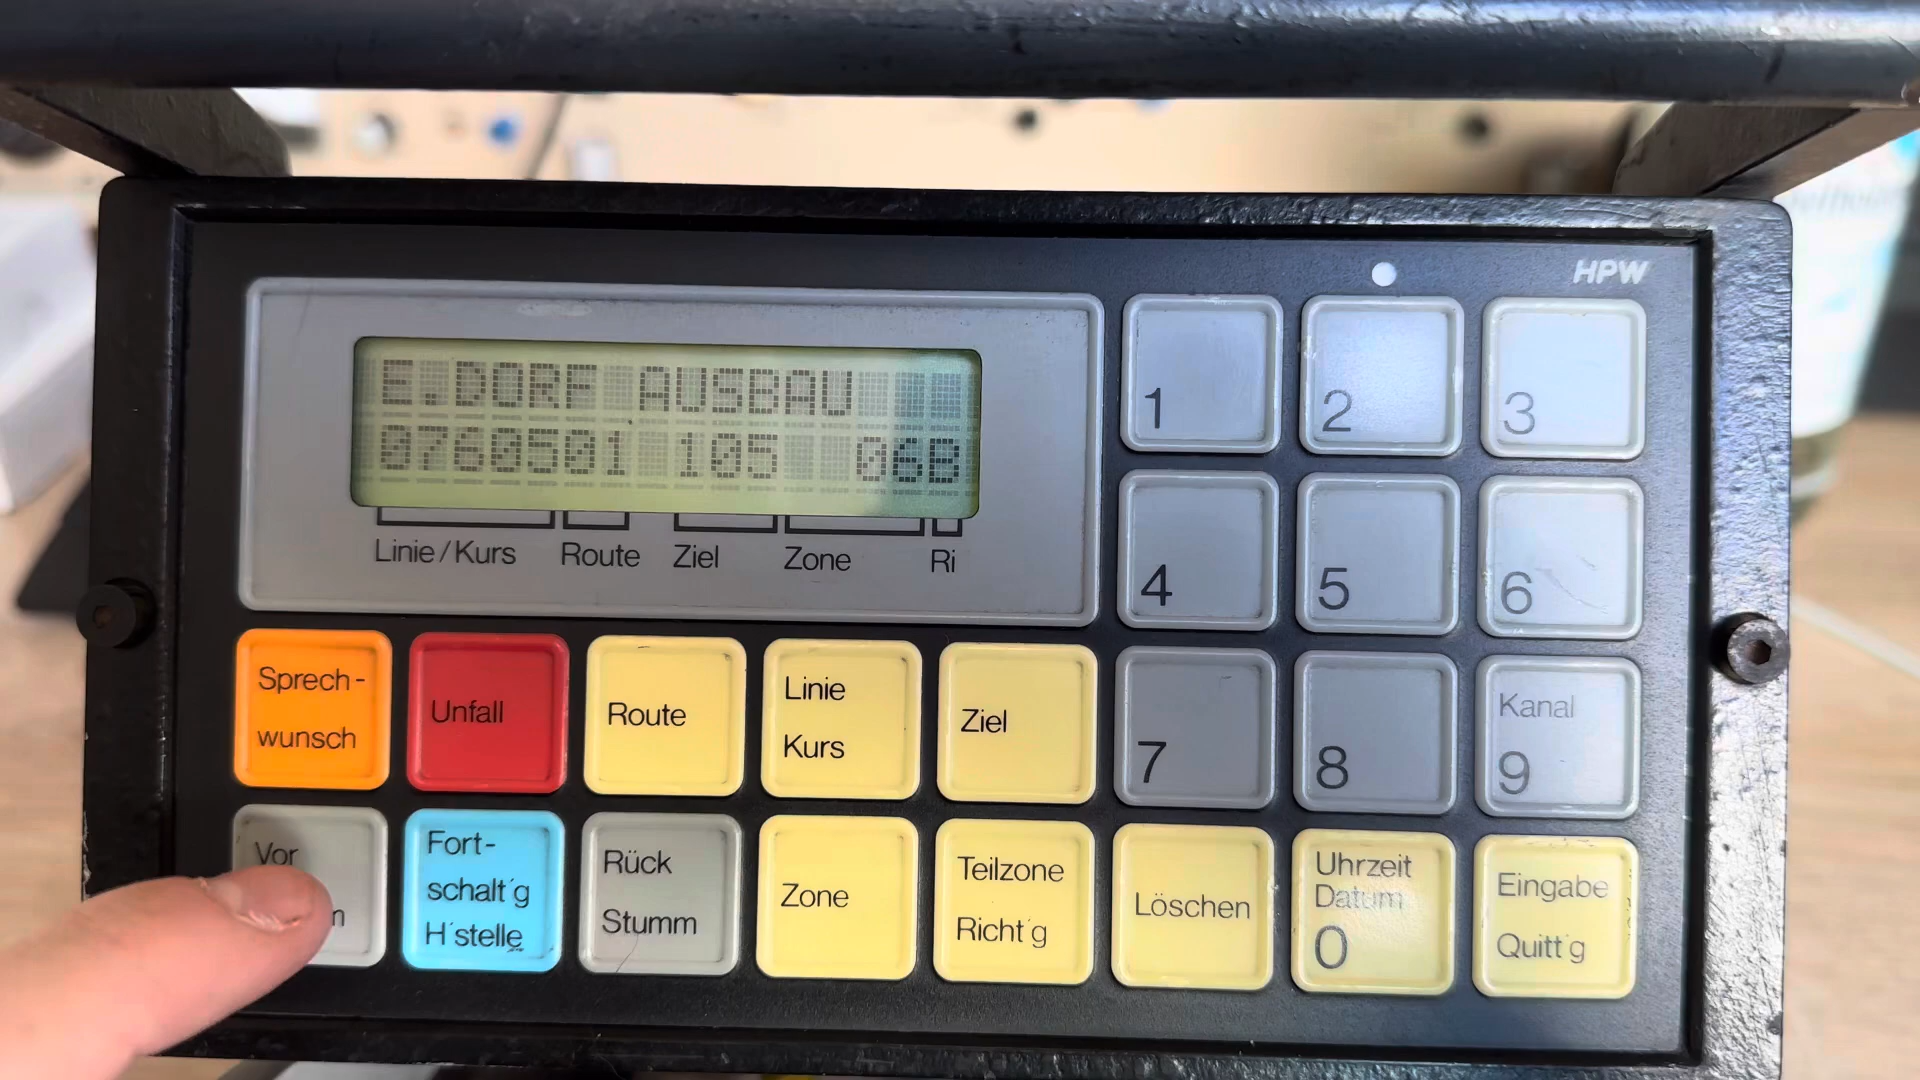 HPW
E.DORF AUSBAU
0760501 105 06B
Linie/Kurs Route Ziel Zone Ri
1 2 3
4 5 6
Sprech-
wunsch
Unfall
Route
Linie
Kurs
Ziel
7
8
Kanal
9
Vor
Fort-
schalt'g
H'stelle
Rück
Stumm
Zone
Teilzone
Richt'g
Löschen
Uhrzeit
Datum
0
Eingabe
Quitt'g